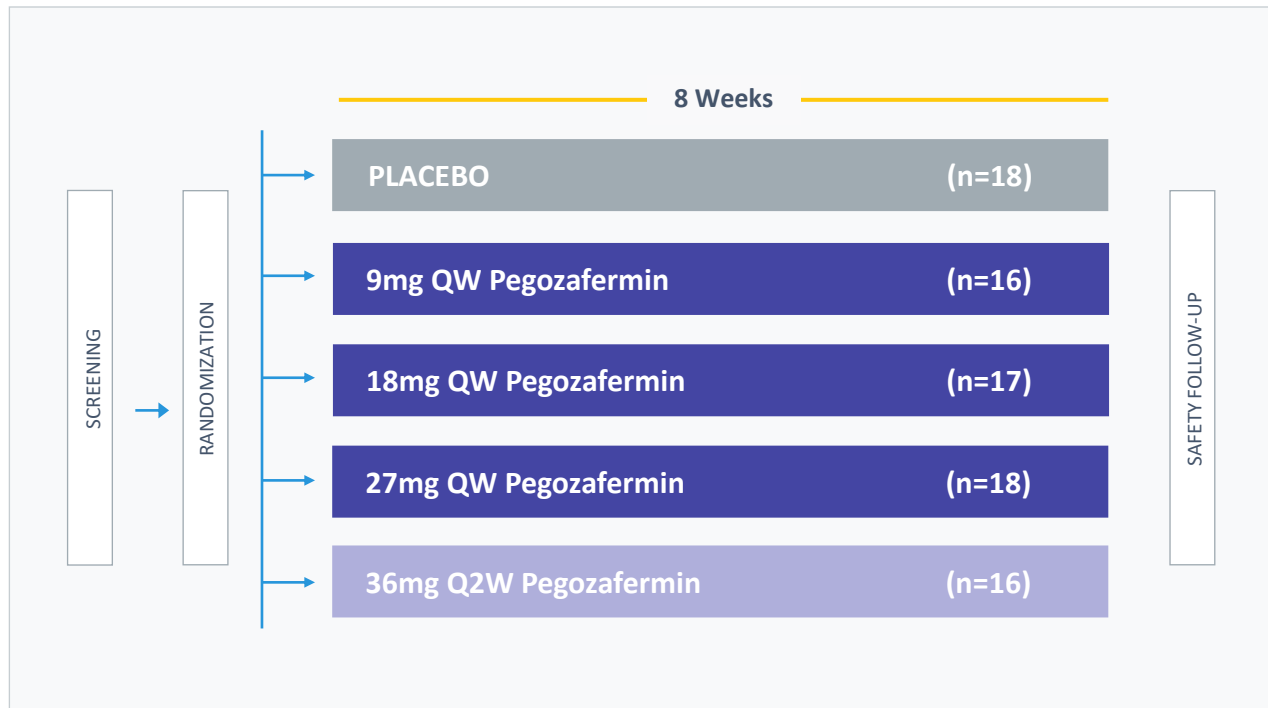 8 Weeks
SCREENING
RANDOMIZATION
PLACEBO (n=18)
9mg QW Pegozafermin (n=16)
18mg QW Pegozafermin (n=17)
27mg QW Pegozafermin (n=18)
36mg Q2W Pegozafermin (n=16)
SAFETY FOLLOW-UP